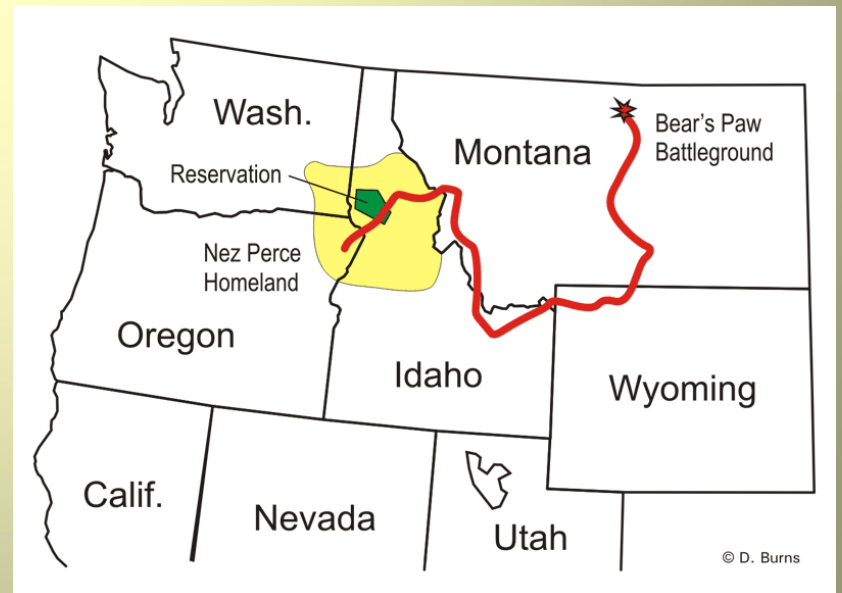 Wash.
Montana
Bear's Paw
Battleground
Reservation
Nez Perce
Homeland
Oregon
Idaho
Wyoming
Calif.
Nevada
Utah
© D. Burns